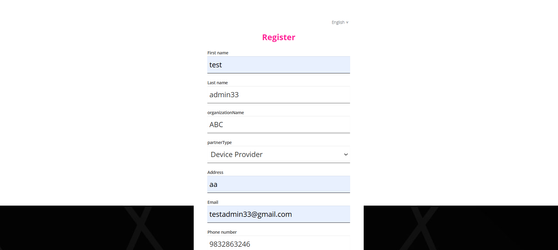 English
Register
First name
test
Last name
admin33
organizationName
ABC
partnerType
Device Provider
Address
aa
Email
testadmin33@gmail.com
Phone number
9832863246